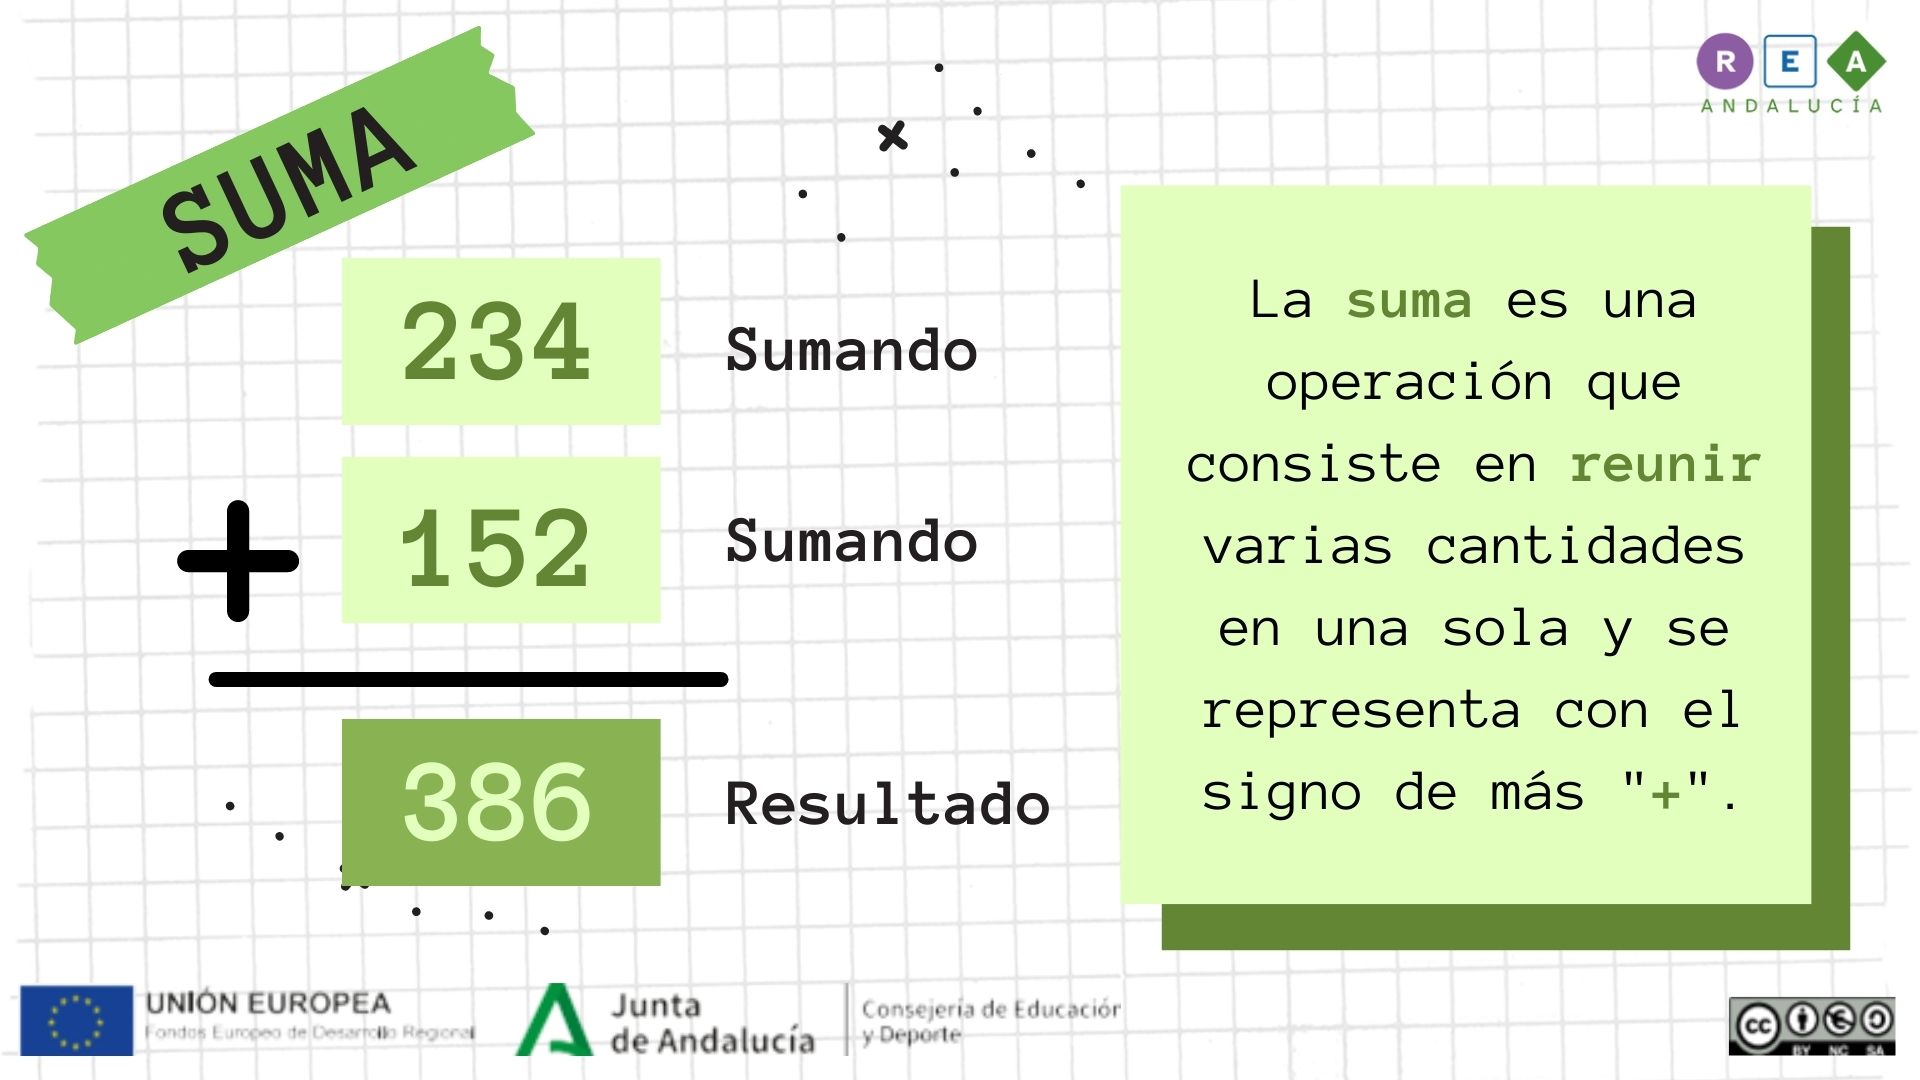 SUMA
R E A
ANDALUCÍA
234
Sumando
+
152
Sumando
386
Resultado
La suma es una
operación que
consiste en reunir
varias cantidades
en una sola y se
representa con el
signo de más "+".
UNIÓN EUROPEA
Fondos Europeo de Desarrollo Regional
Junta
de Andalucía
Consejería de Educación
y Deporte
cc
BY NC SA